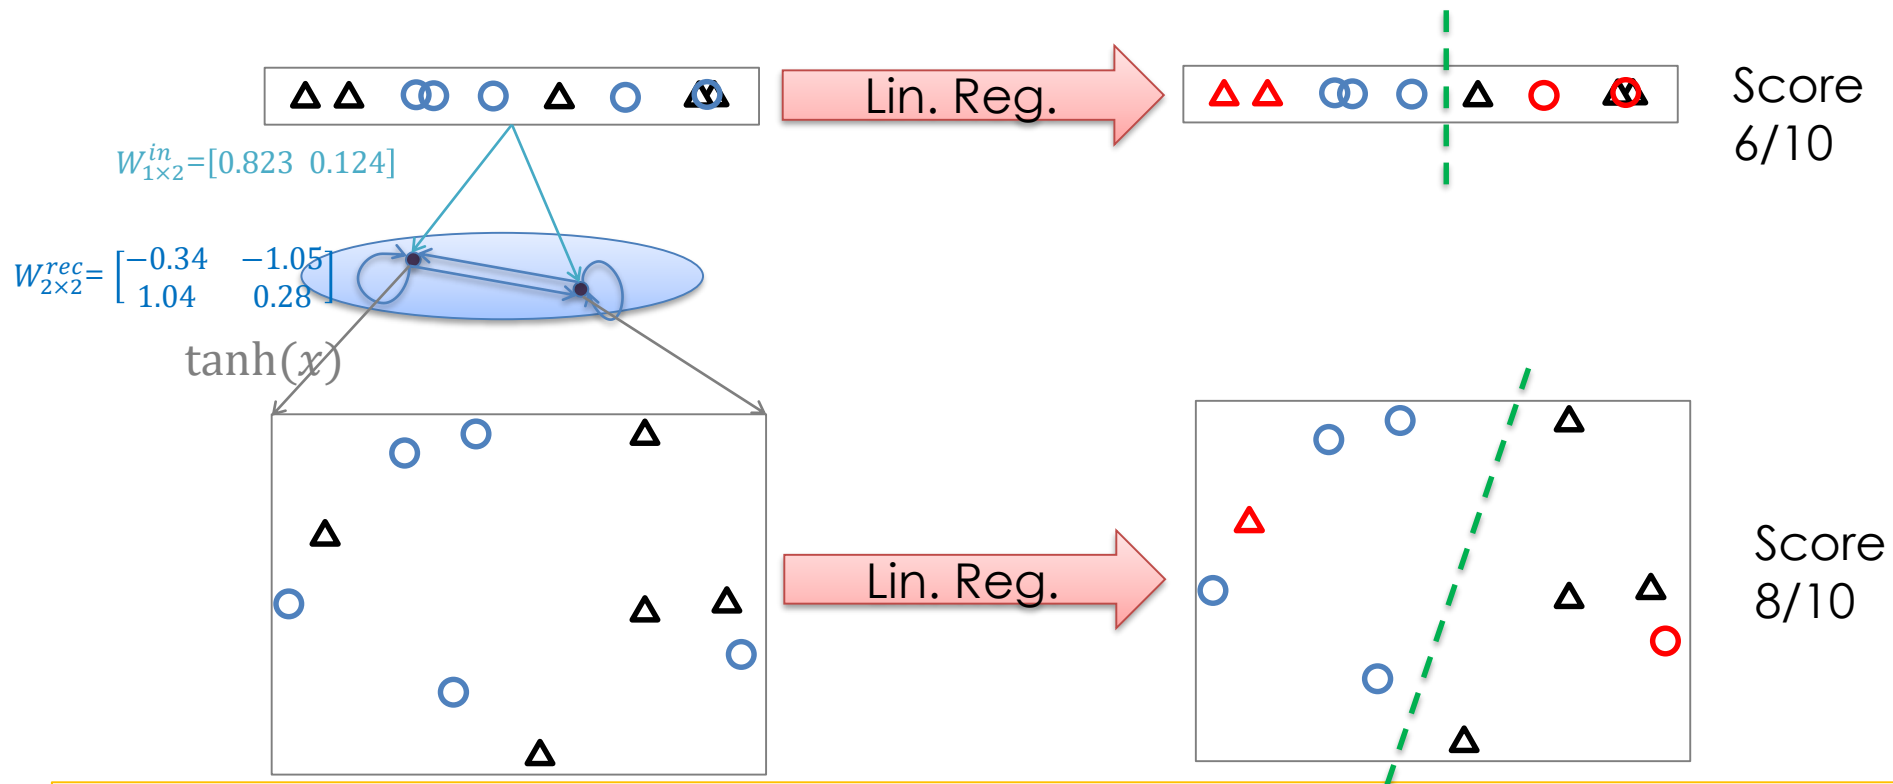 Lin. Reg.
Score
6/10
W^{in}_{1×2}=[0.823 0.124]
W^{rec}_{2×2}= [−0.34 −1.05
1.04 0.28]
tanh(x)
Lin. Reg.
Score
8/10